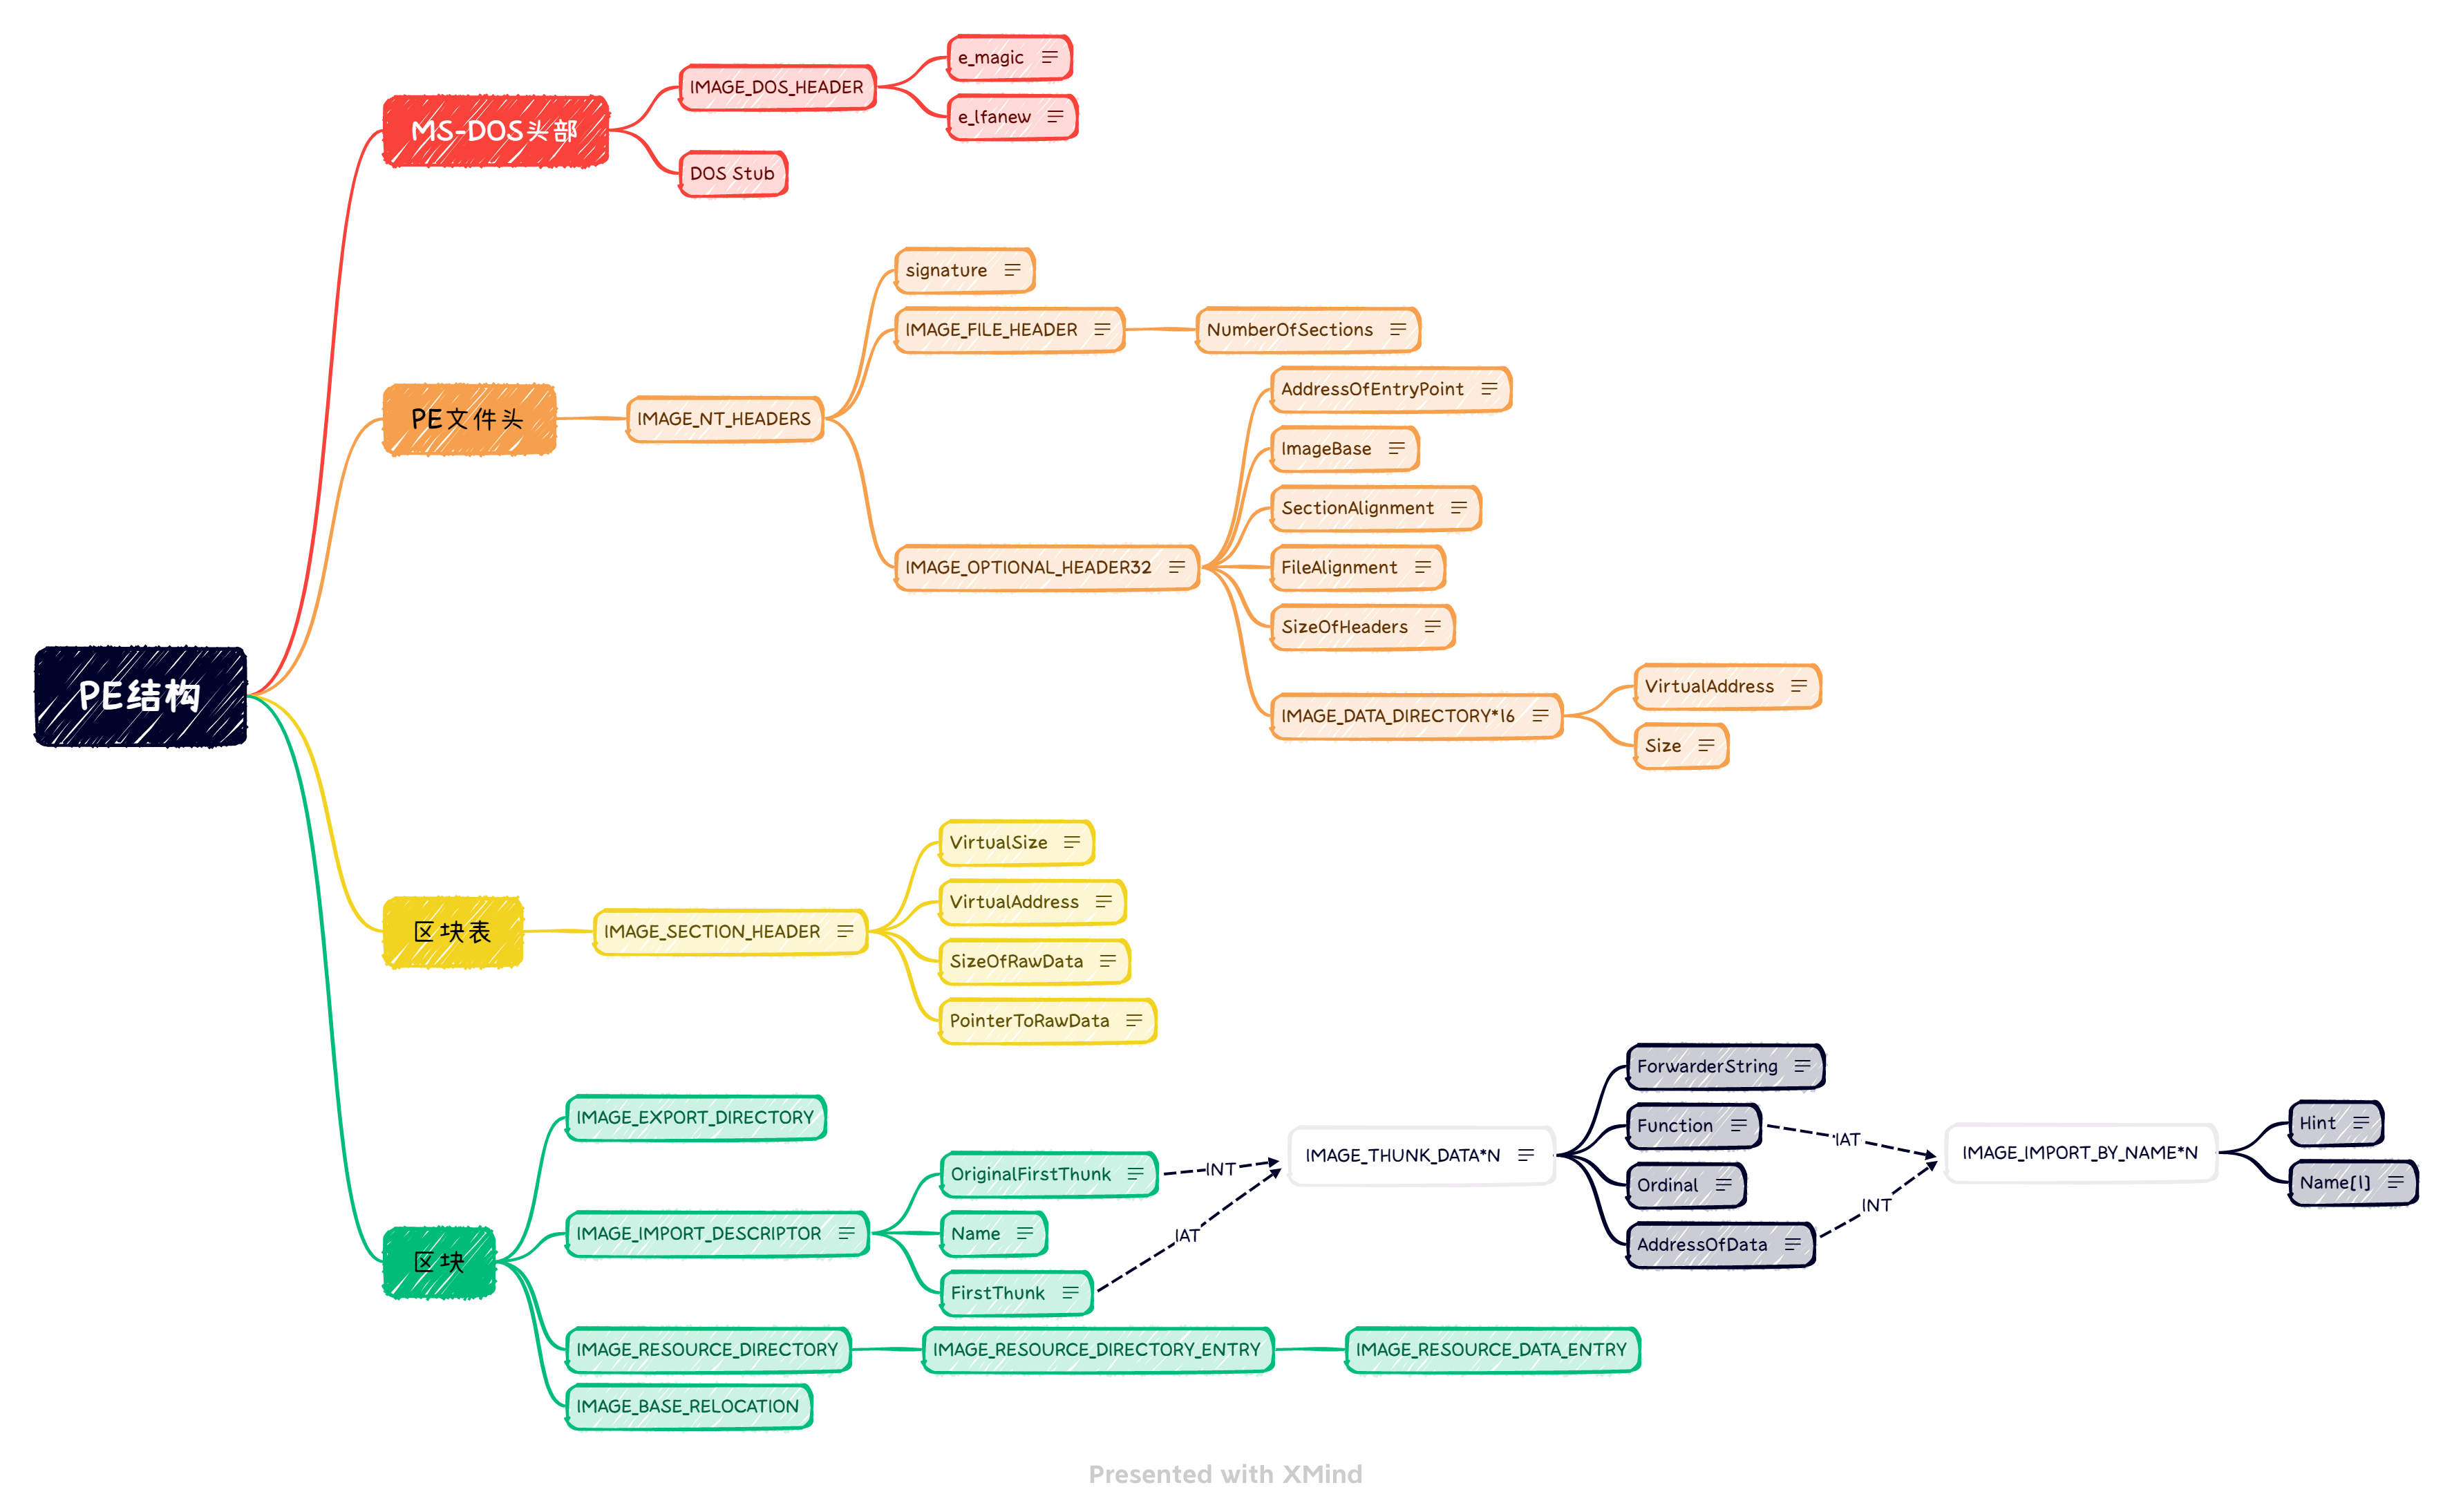 PE结构
MS-DOS头部
IMAGE_DOS_HEADER
e_magic
e_lfanew
DOS Stub
PE文件头
IMAGE_NT_HEADERS
signature
IMAGE_FILE_HEADER
NumberOfSections
IMAGE_OPTIONAL_HEADER32
AddressOfEntryPoint
ImageBase
SectionAlignment
FileAlignment
SizeOfHeaders
IMAGE_DATA_DIRECTORY*16
VirtualAddress
Size
区块表
IMAGE_SECTION_HEADER
VirtualSize
VirtualAddress
SizeOfRawData
PointerToRawData
区块
IMAGE_EXPORT_DIRECTORY
IMAGE_IMPORT_DESCRIPTOR
OriginalFirstThunk
Name
FirstThunk
INT
IAT
IMAGE_THUNK_DATA*N
ForwarderString
Function
Ordinal
AddressOfData
IAT
INT
IMAGE_IMPORT_BY_NAME*N
Hint
Name[1]
IMAGE_RESOURCE_DIRECTORY
IMAGE_RESOURCE_DIRECTORY_ENTRY
IMAGE_RESOURCE_DATA_ENTRY
IMAGE_BASE_RELOCATION
Presented with XMind